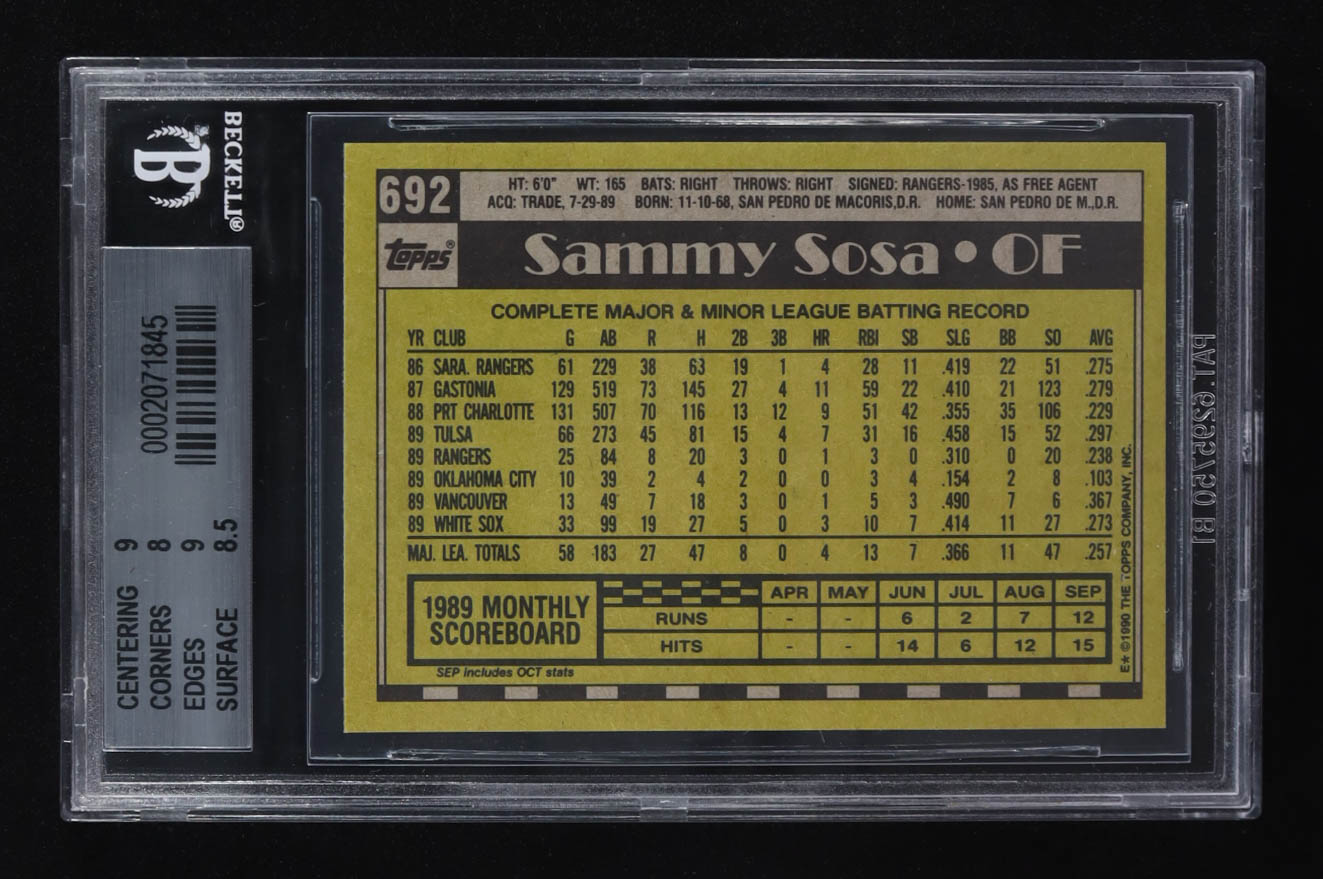 BECKETT®
B
00020718​45
CENTERING 9
CORNERS 8
EDGES 9
SURFACE 8.5
692
HT: 6'0" WT: 165 BATS: RIGHT THROWS: RIGHT SIGNED: RANGERS-1985, AS FREE AGENT
ACQ: TRADE, 7-29-89 BORN: 11-10-68, SAN PEDRO DE MACORIS,D.R. HOME: SAN PEDRO DE M.,D.R.
TOPPS®
Sammy Sosa • OF
COMPLETE MAJOR & MINOR LEAGUE BATTING RECORD
YR CLUB G AB R H 2B 3B HR RBI SB SLG BB SO AVG
86 SARA. RANGERS 61 229 38 63 19 1 4 28 11 .419 22 51 .275
87 GASTONIA 129 519 73 145 27 4 11 59 22 .410 21 123 .279
88 PRT CHARLOTTE 131 507 70 116 13 12 9 51 42 .355 35 106 .229
89 TULSA 66 273 45 81 15 4 7 31 16 .458 15 52 .297
89 RANGERS 25 84 8 20 3 0 1 3 0 .310 0 20 .238
89 OKLAHOMA CITY 10 39 2 4 2 0 0 3 4 .154 2 8 .103
89 VANCOUVER 13 49 7 18 3 0 1 5 3 .490 7 6 .367
89 WHITE SOX 33 99 19 27 5 0 3 10 7 .414 11 27 .273
MAJ. LEA. TOTALS 58 183 27 47 8 0 4 13 7 .366 11 47 .257
1989 MONTHLY
SCOREBOARD
APR MAY JUN JUL AUG SEP
RUNS - - 6 2 7 12
HITS - - 14 6 12 15
SEP includes OCT stats
E* ©1990 THE TOPPS COMPANY, INC.
PAT. 6295750 B1